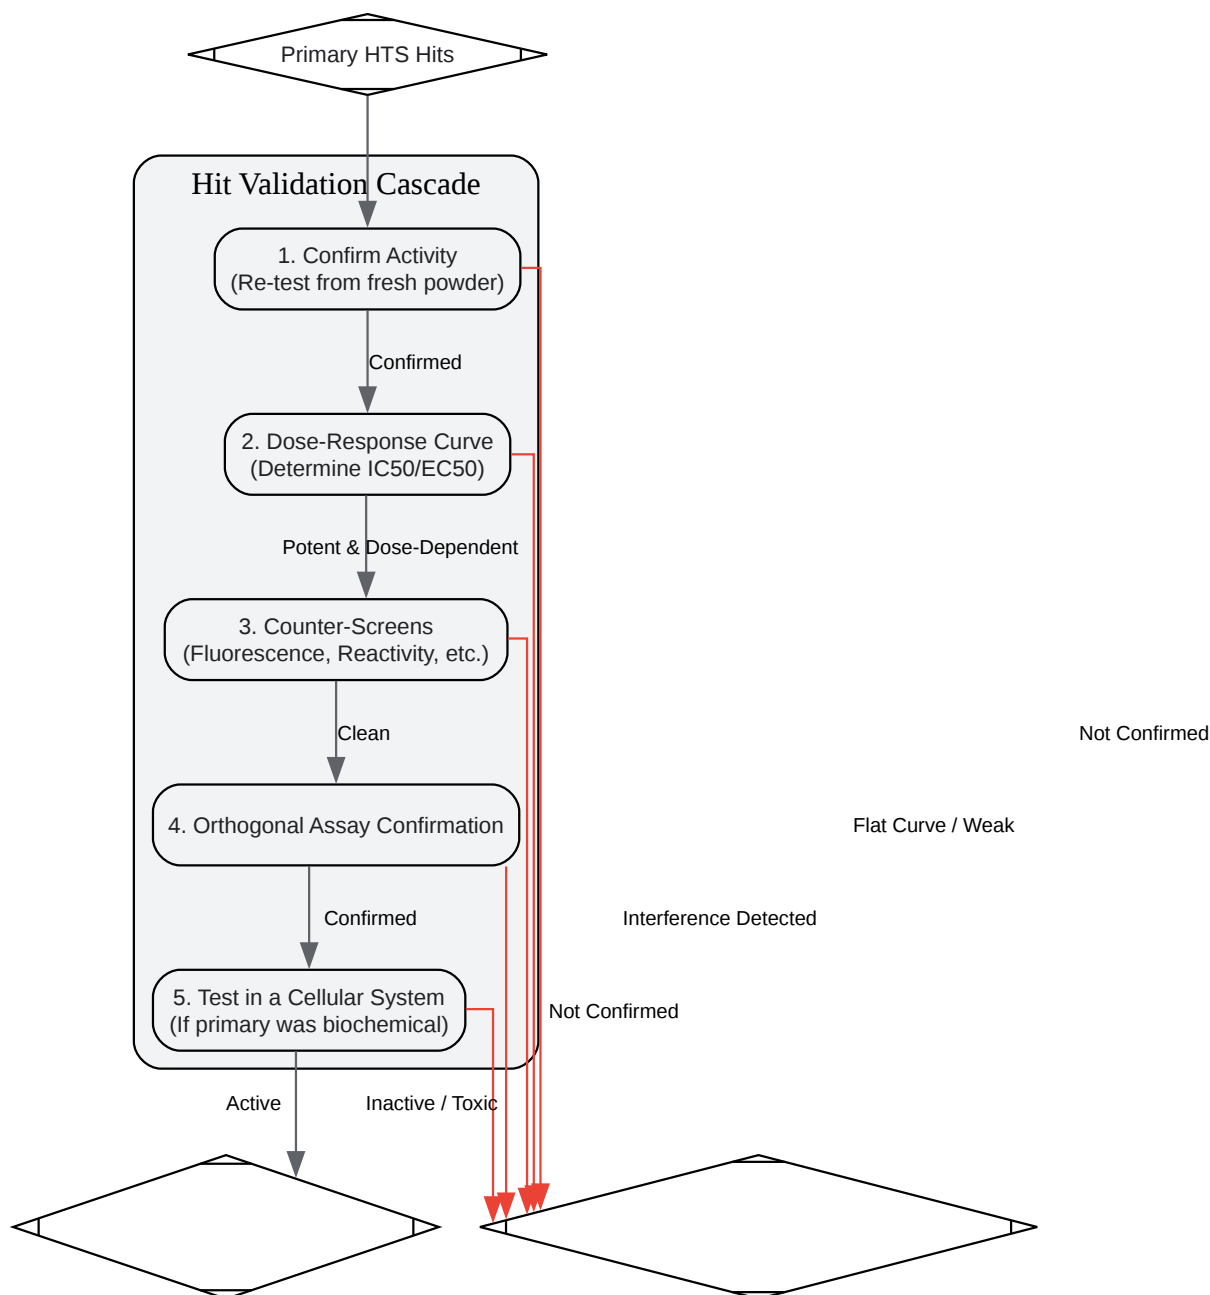 Primary HTS Hits
Hit Validation Cascade
1. Confirm Activity
(Re-test from fresh powder)
Confirmed
2. Dose-Response Curve
(Determine IC50/EC50)
Potent & Dose-Dependent
3. Counter-Screens
(Fluorescence, Reactivity, etc.)
Clean
Not Confirmed
4. Orthogonal Assay Confirmation
Flat Curve / Weak
Confirmed
Interference Detected
5. Test in a Cellular System
(If primary was biochemical)
Not Confirmed
Active
Inactive / Toxic